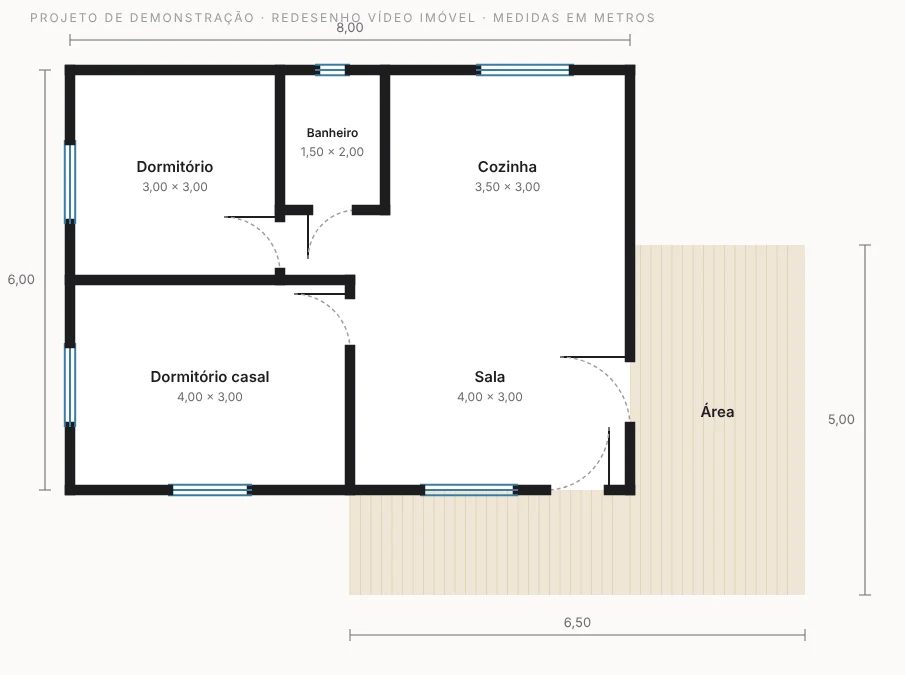 PROJETO DE DEMONSTRAÇÃO · REDESENHO VÍDEO IMÓVEL · MEDIDAS EM METROS
8,00
Banheiro
1,50 × 2,00
Dormitório
3,00 × 3,00
Cozinha
3,50 × 3,00
6,00
Dormitório casal
4,00 × 3,00
Sala
4,00 × 3,00
Área
5,00
6,50